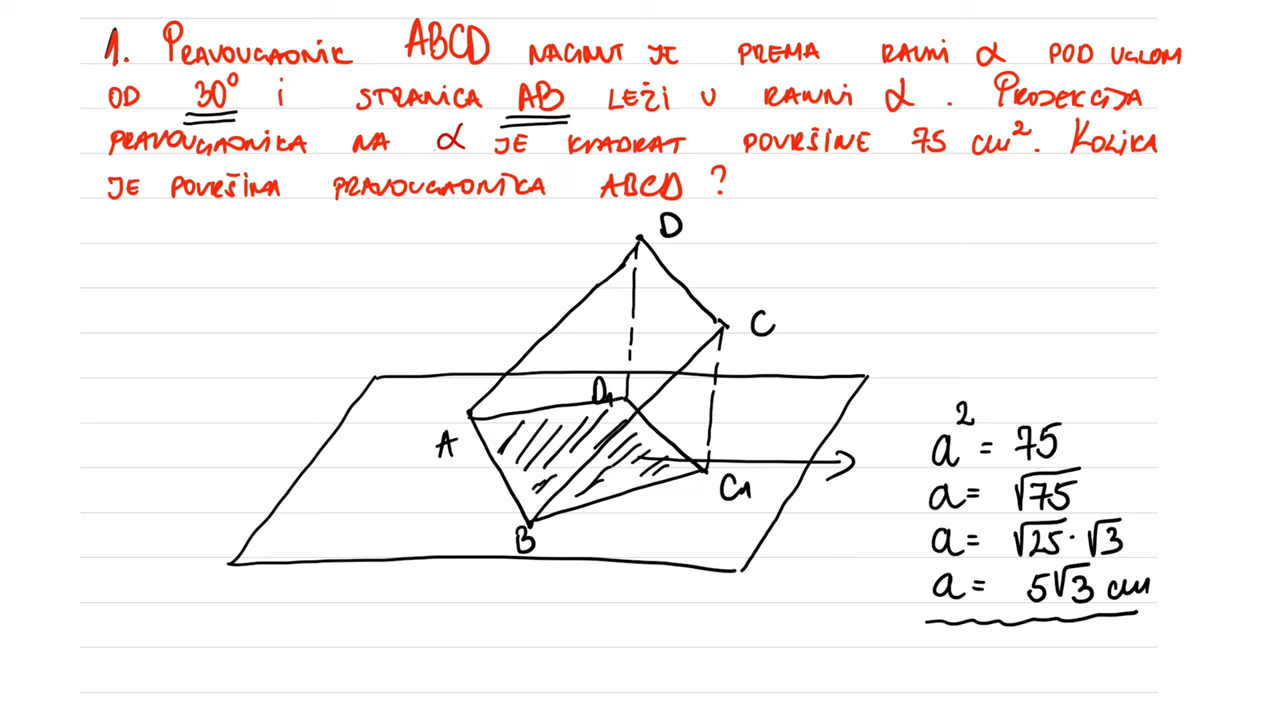 1. PRAVOUGAONIK ABCD NAGNUT JE PREMA RAVNI α POD UGLOM
OD 30° I STRANICA AB LEŽI U RAVNI α. PROJEKCIJA
PRAVOUGAONIKA NA α JE KVADRAT POVRŠINE 75 cm². KOLIKA
JE POVRŠINA PRAVOUGAONIKA ABCD?
D
C
D₁
A
C₁
B
a² = 75
a = √75
a = √25 · √3
a = 5√3 cm